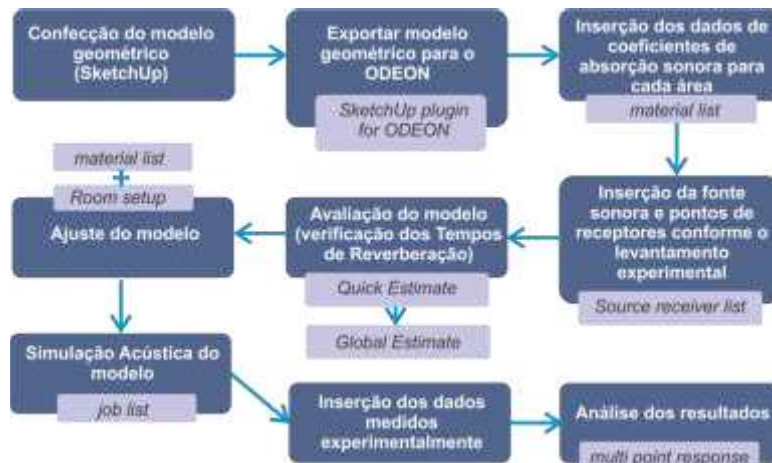 Confecção do modelo
geométrico
(SketchUp)
Exportar modelo
geométrico para o
ODEON
SketchUp plugin
for ODEON
Inserção dos dados de
coeficientes de
absorção sonora para
cada área
material list
Inserção da fonte
sonora e pontos de
receptores conforme o
levantamento
experimental
Source receiver list
Avaliação do modelo
(verificação dos Tempos
de Reverberação)
Quick Estimate
Global Estimate
material list
+
Room setup
Ajuste do modelo
Simulação Acústica do
modelo
job list
Inserção dos dados
medidos
experimentalmente
Análise dos resultados
multi point response